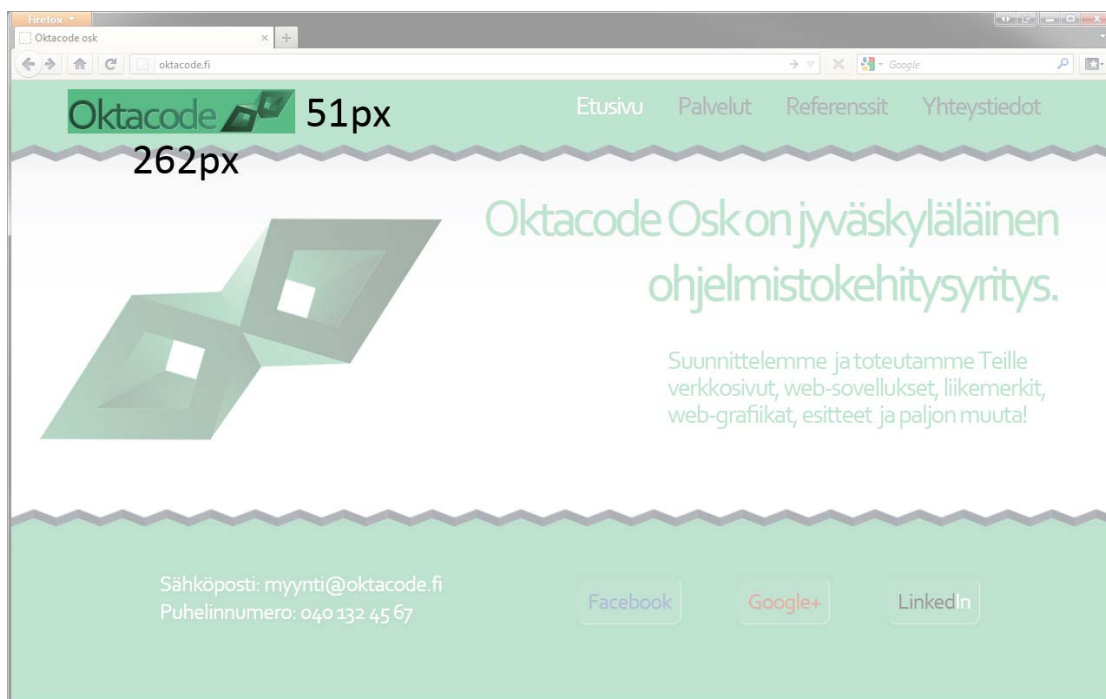 Firefox
Oktacode osk
oktacode.fi
Google
Oktacode
51px
262px
Etusivu Palvelut Referenssit Yhteystiedot
Oktacode Osk on jyväskyläläinen
ohjelmistokehitysyritys.
Suunnittelemme ja toteutamme Teille
verkkosivut, web-sovellukset, liikemerkit,
web-grafiikat, esitteet ja paljon muuta!
Sähköposti: myynti@oktacode.fi
Puhelinnumero: 040 132 45 67
Facebook Google+ LinkedIn